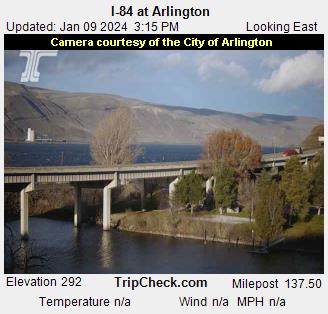 I-84 at Arlington
Updated: Jan 09 2024 3:15 PM Looking East
Camera courtesy of the City of Arlington
Elevation 292 TripCheck.com Milepost 137.50
Temperature n/a Wind n/a MPH n/a